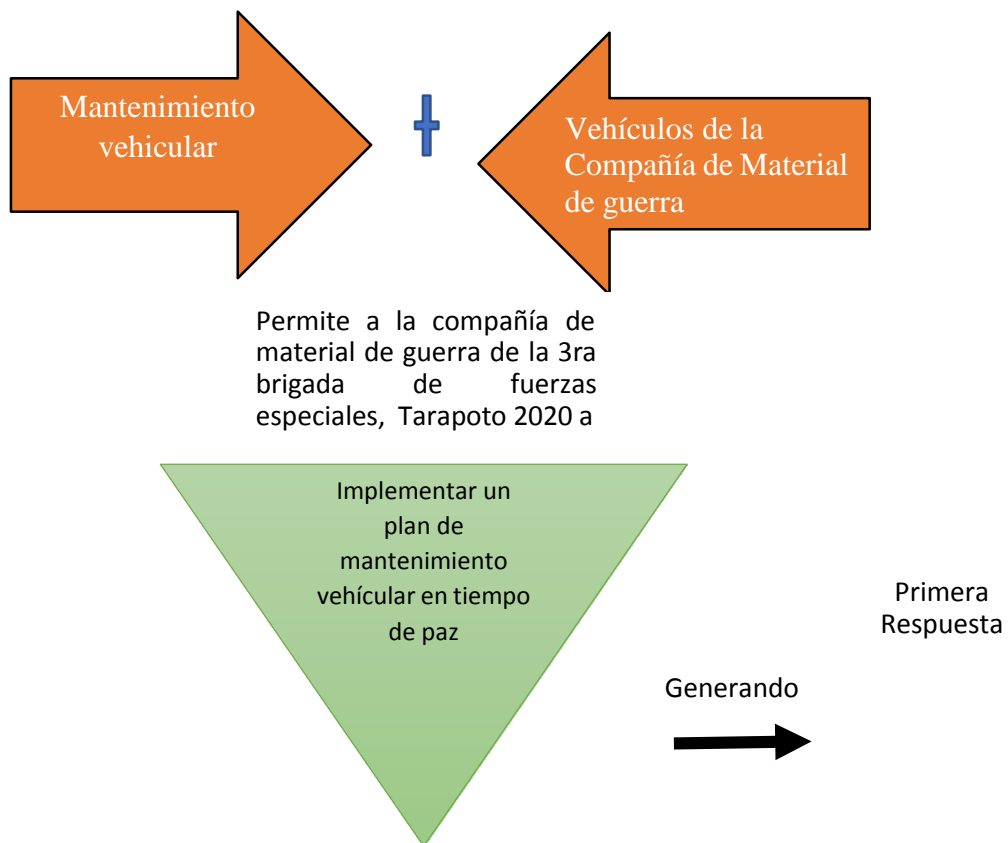 Mantenimiento
vehicular
Vehículos de la
Compañía de Material
de guerra
Permite a la compañía de
material de guerra de la 3ra
brigada de fuerzas
especiales, Tarapoto 2020 a
Implementar un
plan de
mantenimiento
vehícular en tiempo
de paz
Primera
Respuesta
Generando